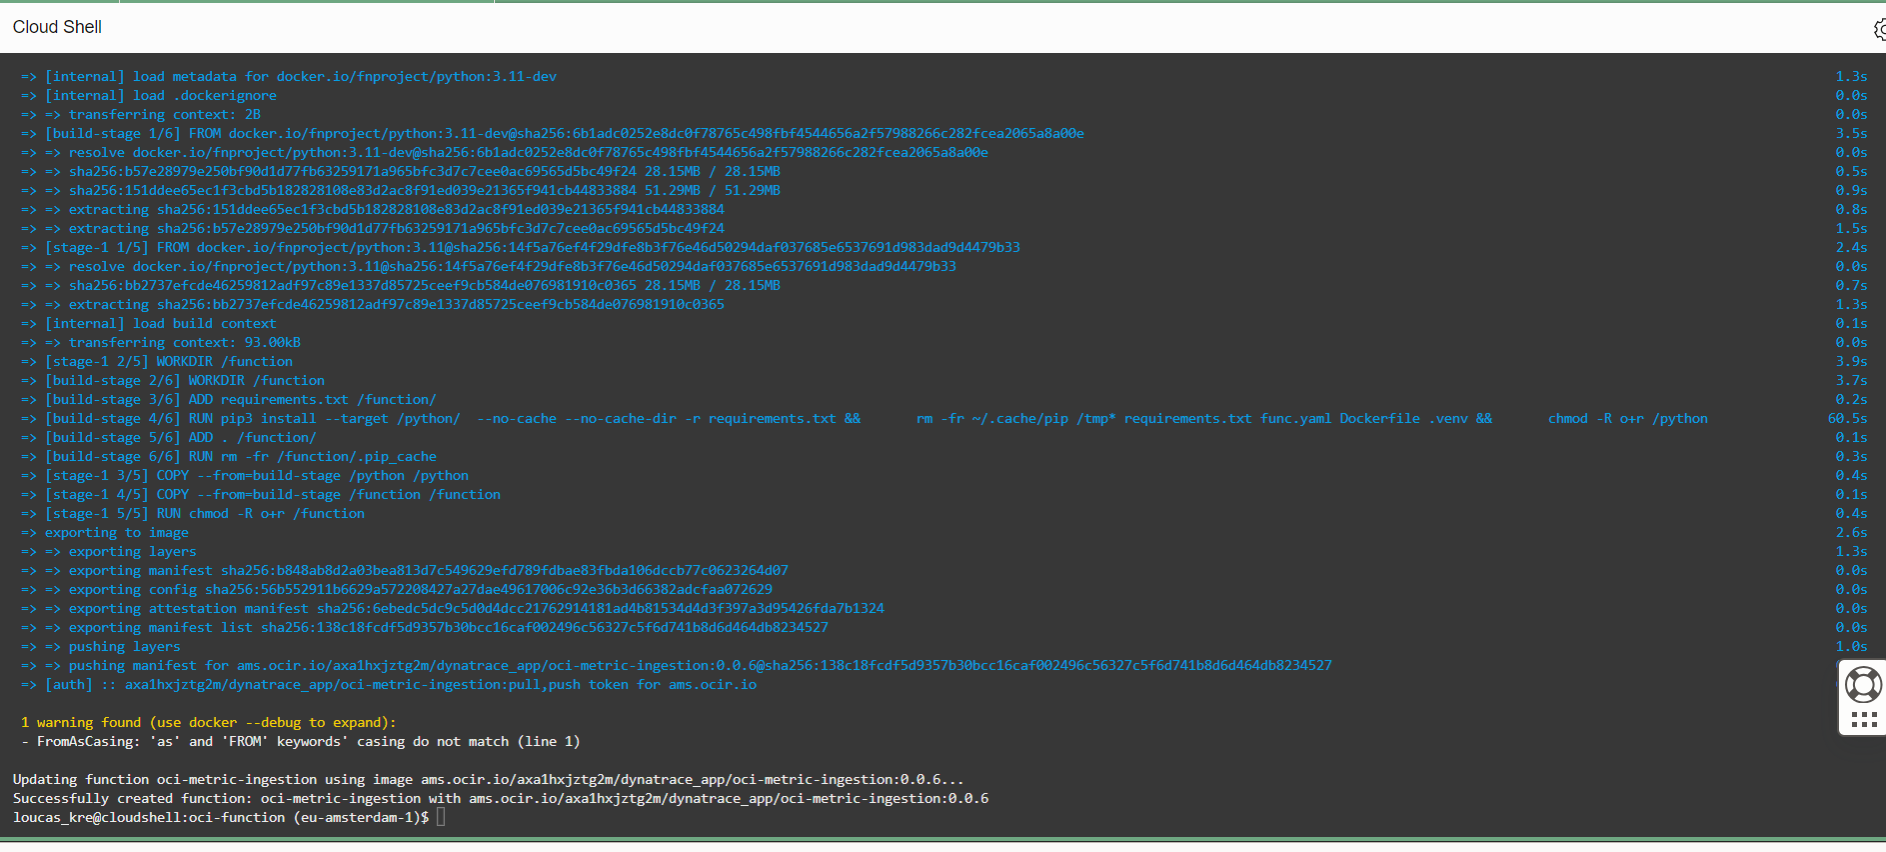 Cloud Shell
=> [internal] load metadata for docker.io/fnproject/python:3.11-dev 1.3s
=> [internal] load .dockerignore 0.0s
=> => transferring context: 2B 0.0s
=> [build-stage 1/6] FROM docker.io/fnproject/python:3.11-dev@sha256:6b1adc0252e8dc0f78765c498fbf4544656a2f57988266c282fcea2065a8a00e 3.5s
=> => resolve docker.io/fnproject/python:3.11-dev@sha256:6b1adc0252e8dc0f78765c498fbf4544656a2f57988266c282fcea2065a8a00e 0.0s
=> => sha256:b57e28979e250bf90d1d77fb63259171a965bfc3d7c7cee0ac69565d5bc49f24 28.15MB / 28.15MB 0.5s
=> => sha256:151ddee65ec1f3cbd5b182828108e83d2ac8f91ed039e21365f941cb44833884 51.29MB / 51.29MB 0.9s
=> => extracting sha256:151ddee65ec1f3cbd5b182828108e83d2ac8f91ed039e21365f941cb44833884 0.8s
=> => extracting sha256:b57e28979e250bf90d1d77fb63259171a965bfc3d7c7cee0ac69565d5bc49f24 1.5s
=> [stage-1 1/5] FROM docker.io/fnproject/python:3.11@sha256:14f5a76ef4f29dfe8b3f76e46d50294daf037685e6537691d983dad9d4479b33 2.4s
=> => resolve docker.io/fnproject/python:3.11@sha256:14f5a76ef4f29dfe8b3f76e46d50294daf037685e6537691d983dad9d4479b33 0.0s
=> => sha256:bb2737efcde46259812adf97c89e1337d85725ceef9cb584de076981910c0365 28.15MB / 28.15MB 0.7s
=> => extracting sha256:bb2737efcde46259812adf97c89e1337d85725ceef9cb584de076981910c0365 1.3s
=> [internal] load build context 0.1s
=> => transferring context: 93.00kB 0.0s
=> [stage-1 2/5] WORKDIR /function 3.9s
=> [build-stage 2/6] WORKDIR /function 3.7s
=> [build-stage 3/6] ADD requirements.txt /function/ 0.2s
=> [build-stage 4/6] RUN pip3 install --target /python/  --no-cache --no-cache-dir -r requirements.txt &&       rm -fr ~/.cache/pip /tmp* requirements.txt func.yaml Dockerfile .venv &&       chmod -R o+r /python 60.5s
=> [build-stage 5/6] ADD . /function/ 0.1s
=> [build-stage 6/6] RUN rm -fr /function/.pip_cache 0.3s
=> [stage-1 3/5] COPY --from=build-stage /python /python 0.4s
=> [stage-1 4/5] COPY --from=build-stage /function /function 0.1s
=> [stage-1 5/5] RUN chmod -R o+r /function 0.4s
=> exporting to image 2.6s
=> => exporting layers 1.3s
=> => exporting manifest sha256:b848ab8d2a03bea813d7c549629efd789fdbae83fbda106dccb77c0623264d07 0.0s
=> => exporting config sha256:56b552911b6629a572208427a27dae49617006c92e36b3d66382adcfaa072629 0.0s
=> => exporting attestation manifest sha256:6ebedc5dc9c5d0d4dcc21762914181ad4b81534d4d3f397a3d95426fda7b1324 0.0s
=> => exporting manifest list sha256:138c18fcdf5d9357b30bcc16caf002496c56327c5f6d741b8d6d464db8234527 0.0s
=> => pushing layers 1.0s
=> => pushing manifest for ams.ocir.io/axa1hxjztg2m/dynatrace_app/oci-metric-ingestion:0.0.6@sha256:138c18fcdf5d9357b30bcc16caf002496c56327c5f6d741b8d6d464db8234527
=> [auth] :: axa1hxjztg2m/dynatrace_app/oci-metric-ingestion:pull,push token for ams.ocir.io
1 warning found (use docker --debug to expand):
- FromAsCasing: 'as' and 'FROM' keywords' casing do not match (line 1)
Updating function oci-metric-ingestion using image ams.ocir.io/axa1hxjztg2m/dynatrace_app/oci-metric-ingestion:0.0.6...
Successfully created function: oci-metric-ingestion with ams.ocir.io/axa1hxjztg2m/dynatrace_app/oci-metric-ingestion:0.0.6
loucas_kre@cloudshell:oci-function (eu-amsterdam-1)$